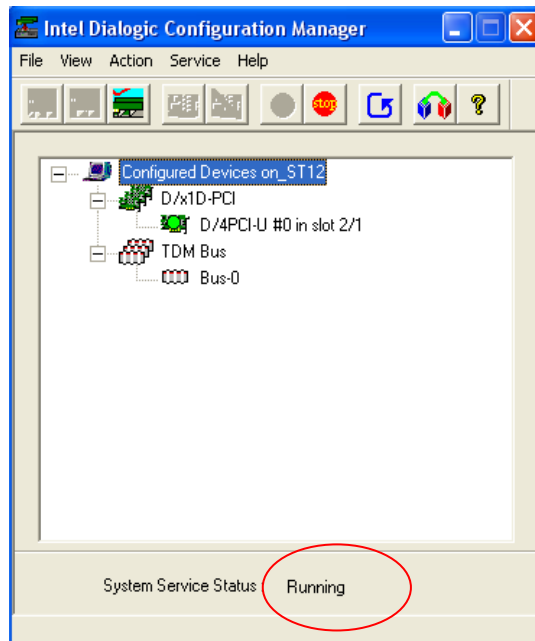 Intel Dialogic Configuration Manager
File View Action Service Help
stop
Configured Devices on_ST12
D/x1D-PCI
D/4PCI-U #0 in slot 2/1
TDM Bus
Bus-0
System Service Status Running